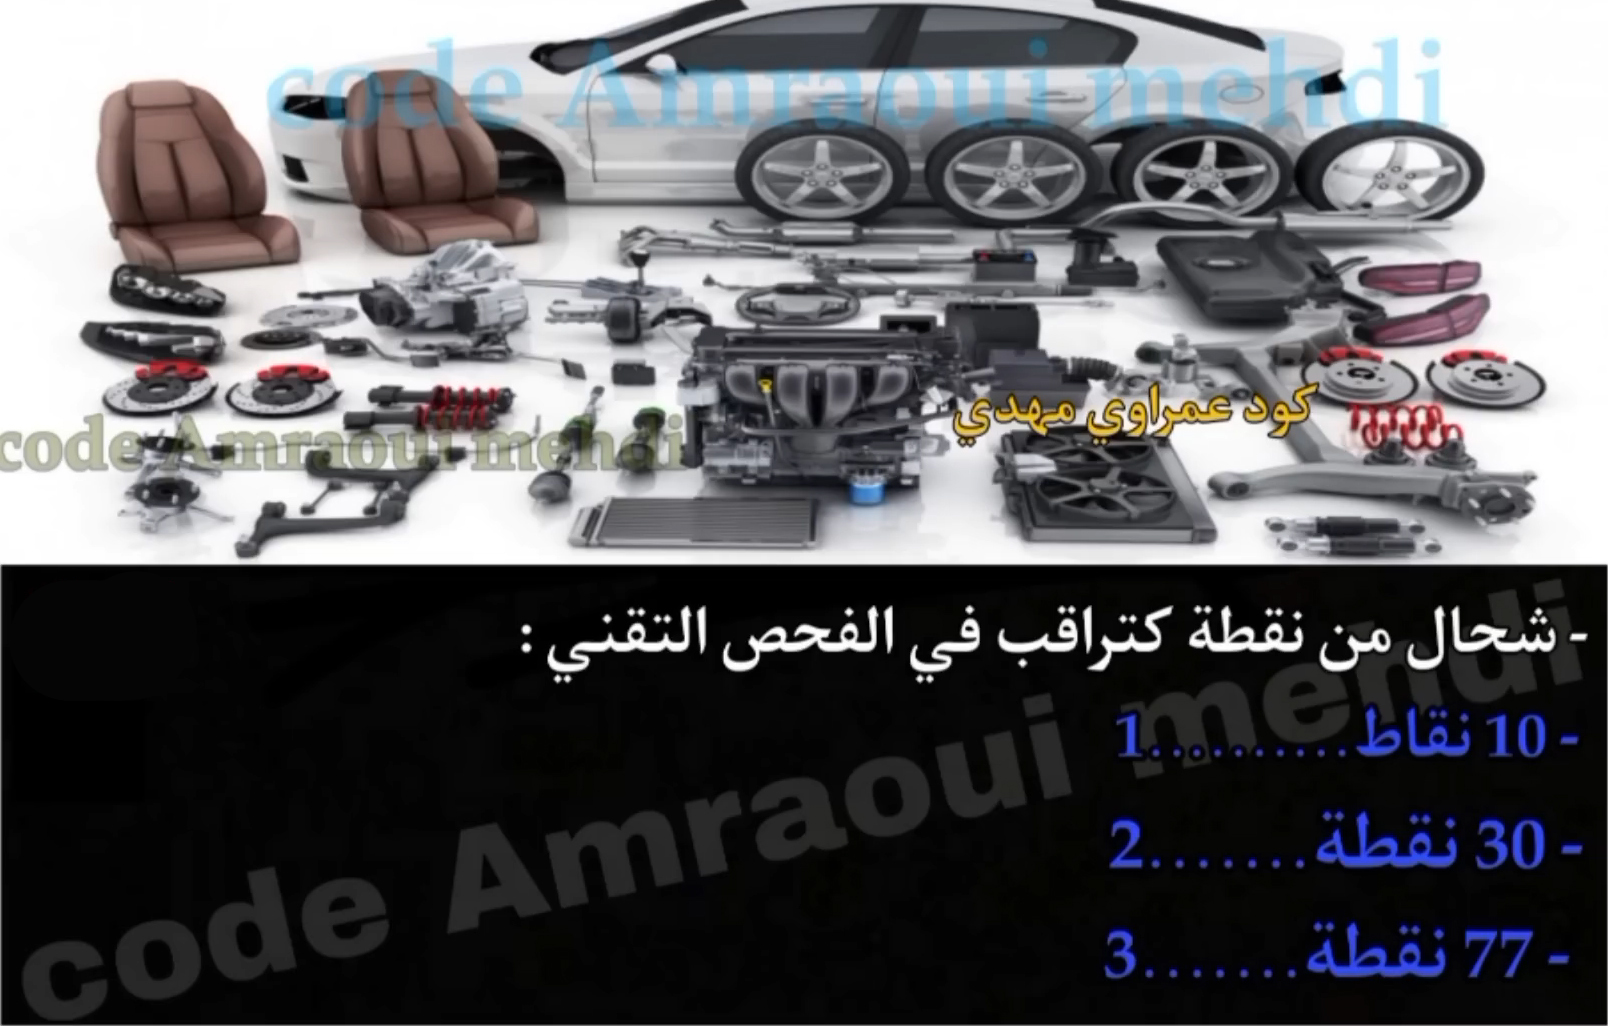 code Amraoui mehdi
كود عمراوي مهدي
code Amraoui mehdi
- شحال من نقطة كتراقب في الفحص التقني :
- 10 نقاط..........1
- 30 نقطة.......2
- 77 نقطة.......3
code Amraoui mehdi